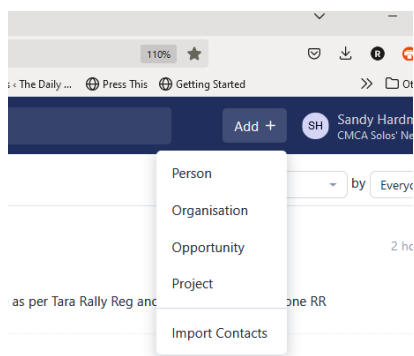 110%
‹ The Daily ... Press This Getting Started
Add + SH Sandy Hardm
CMCA Solos' Ne
Person
by Everyo
Organisation
Opportunity
2 ho
Project
as per Tara Rally Reg and
one RR
Import Contacts